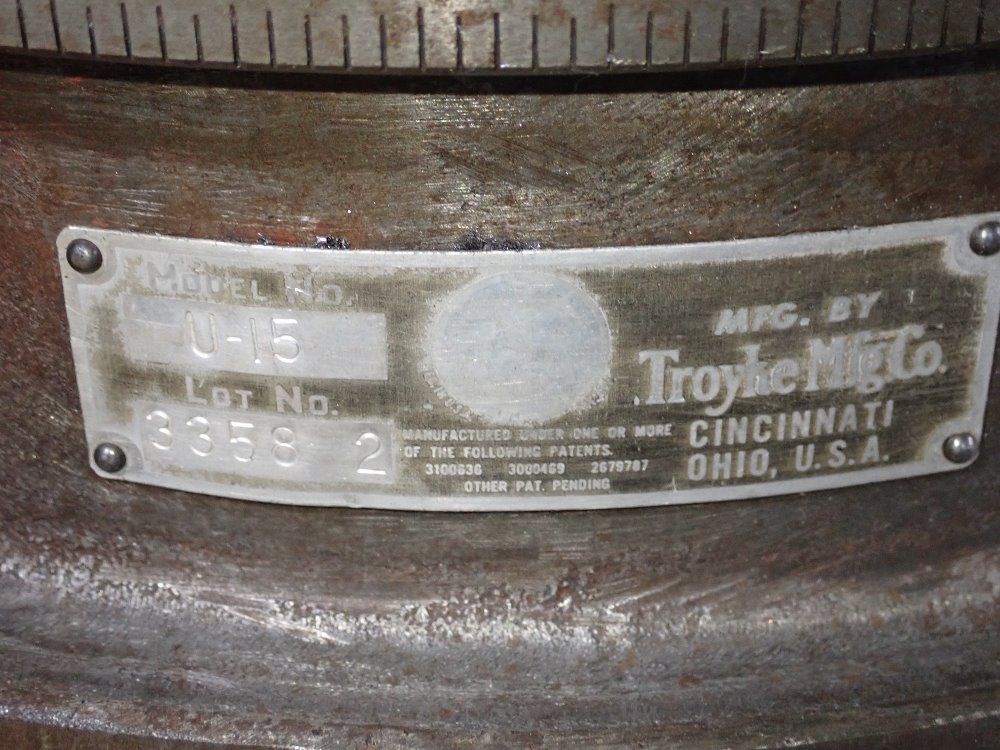 MODEL NO.
U-15
LOT NO.
3358 2
MANUFACTURED UNDER ONE OR MORE
OF THE FOLLOWING PATENTS.
3100636 3000469 2679787
OTHER PAT. PENDING
MFG. BY
Troyke Mfg Co.
CINCINNATI
OHIO, U.S.A.